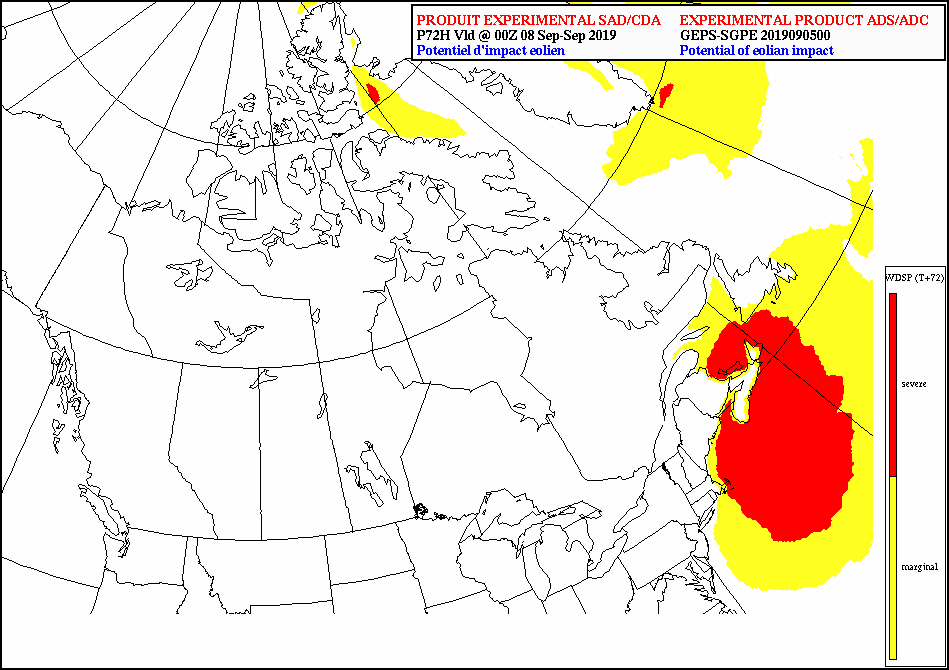 PRODUIT EXPERIMENTAL SAD/CDA EXPERIMENTAL PRODUCT ADS/ADC
P72H Vld @ 00Z 08 Sep-Sep 2019 GEPS-SGPE 2019090500
Potentiel d'impact eolien Potential of eolian impact
WDSP (T+72)
severe
marginal